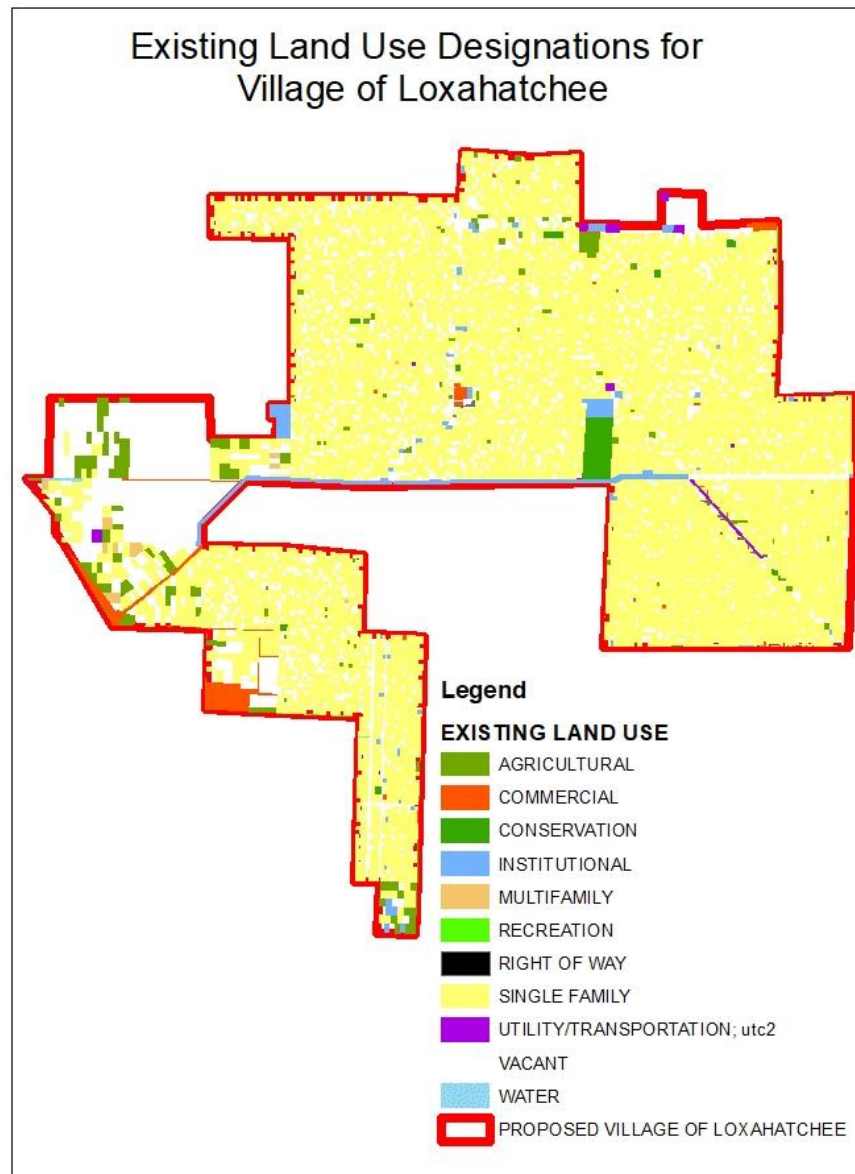 Existing Land Use Designations for
Village of Loxahatchee
Legend
EXISTING LAND USE
AGRICULTURAL
COMMERCIAL
CONSERVATION
INSTITUTIONAL
MULTIFAMILY
RECREATION
RIGHT OF WAY
SINGLE FAMILY
UTILITY/TRANSPORTATION; utc2
VACANT
WATER
PROPOSED VILLAGE OF LOXAHATCHEE